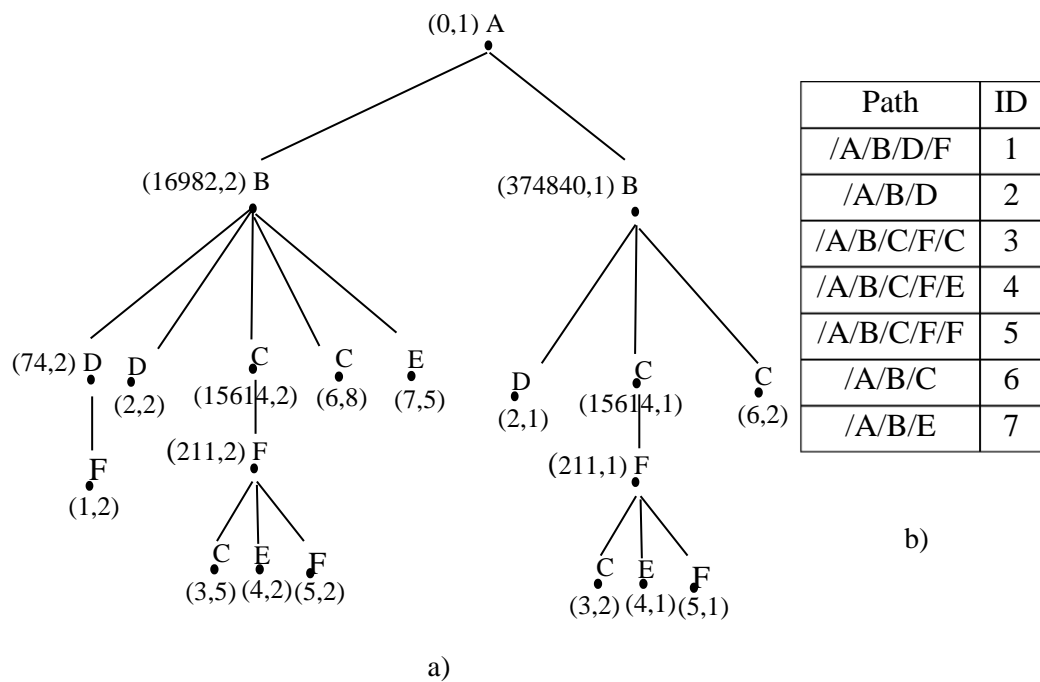 (0,1) A
(16982,2) B
(374840,1) B
(74,2) D
D
(2,2)
C
(15614,2)
C
(6,8)
E
(7,5)
D
(2,1)
C
(15614,1)
C
(6,2)
F
(1,2)
(211,2) F
(211,1) F
C
(3,5)
E
(4,2)
F
(5,2)
C
(3,2)
E
(4,1)
F
(5,1)
a)
Path ID
/A/B/D/F 1
/A/B/D 2
/A/B/C/F/C 3
/A/B/C/F/E 4
/A/B/C/F/F 5
/A/B/C 6
/A/B/E 7
b)